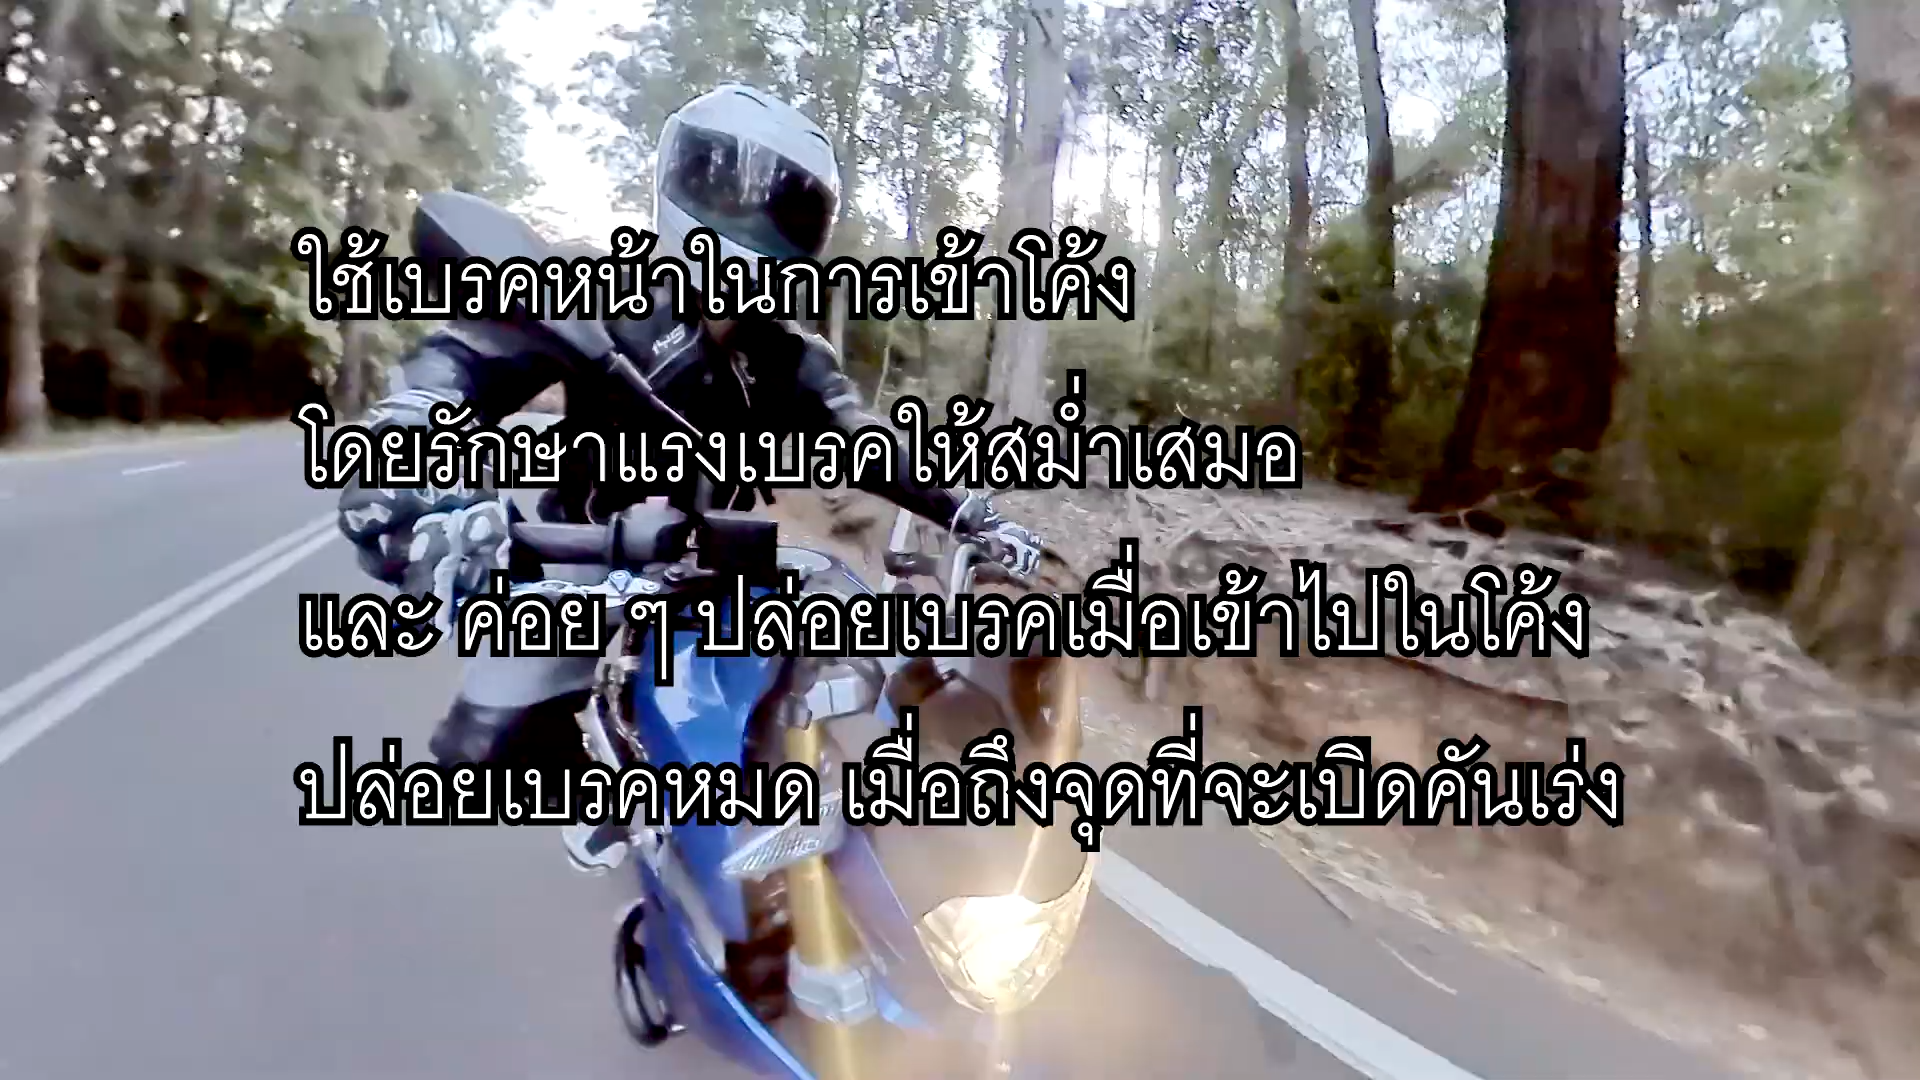 ใช้เบรคหน้าในการเข้าโค้ง
โดยรักษาแรงเบรคให้สม่ำเสมอ
และ ค่อย ๆ ปล่อยเบรคเมื่อเข้าไปในโค้ง
ปล่อยเบรคหมด เมื่อถึงจุดที่จะเปิดคันเร่ง